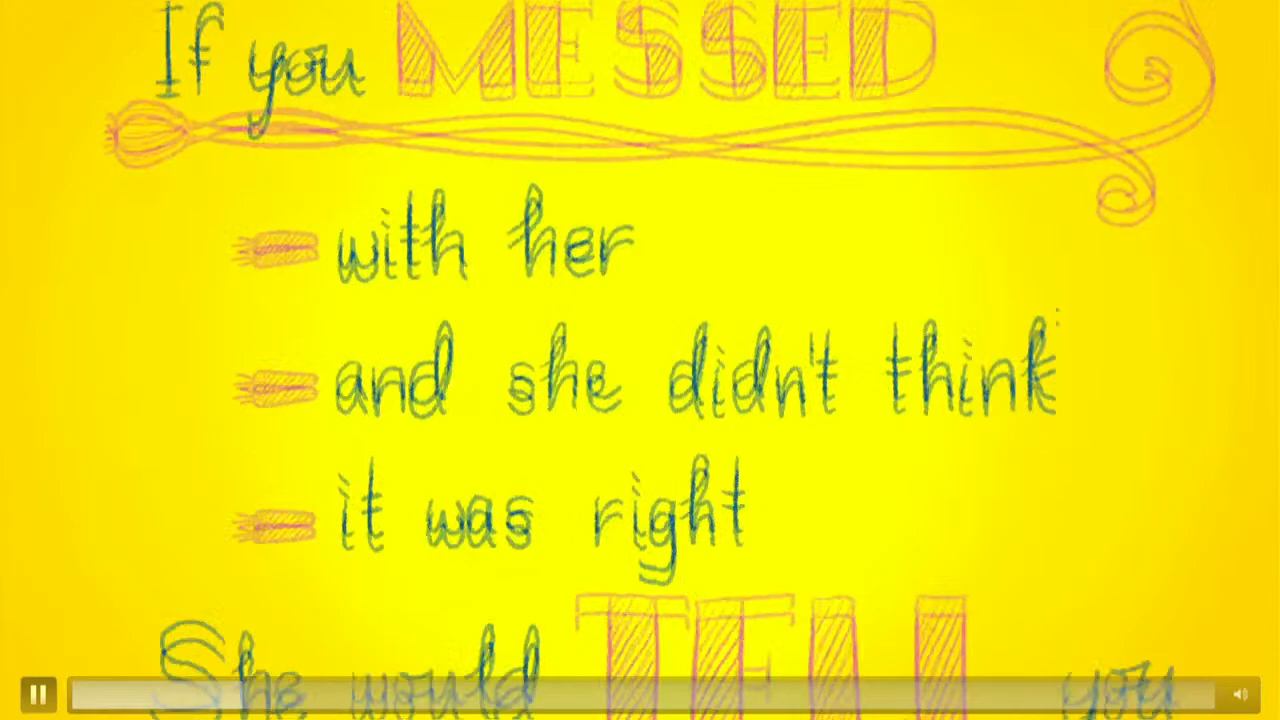 If you MESSED
with her
and she didn't think
it was right
She would TELL you